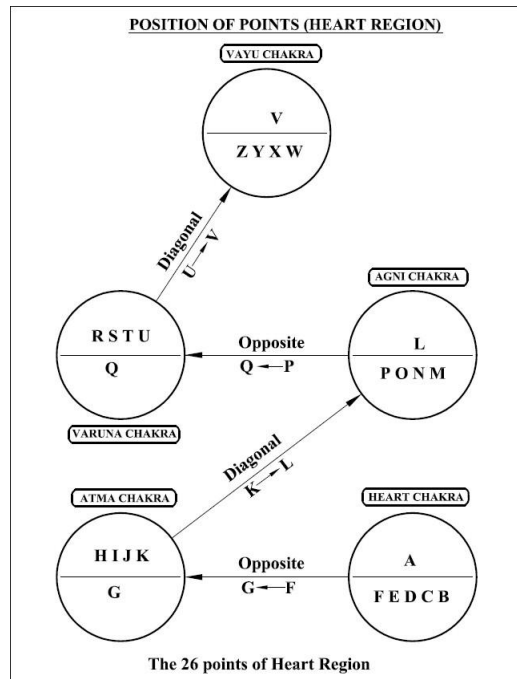 POSITION OF POINTS (HEART REGION)
VAYU CHAKRA
V
Z Y X W
Diagonal
U → V
AGNI CHAKRA
R S T U
Q
Opposite
Q ← P
L
P O N M
VARUNA CHAKRA
Diagonal
K → L
ATMA CHAKRA
HEART CHAKRA
H I J K
G
Opposite
G ← F
A
F E D C B
The 26 points of Heart Region